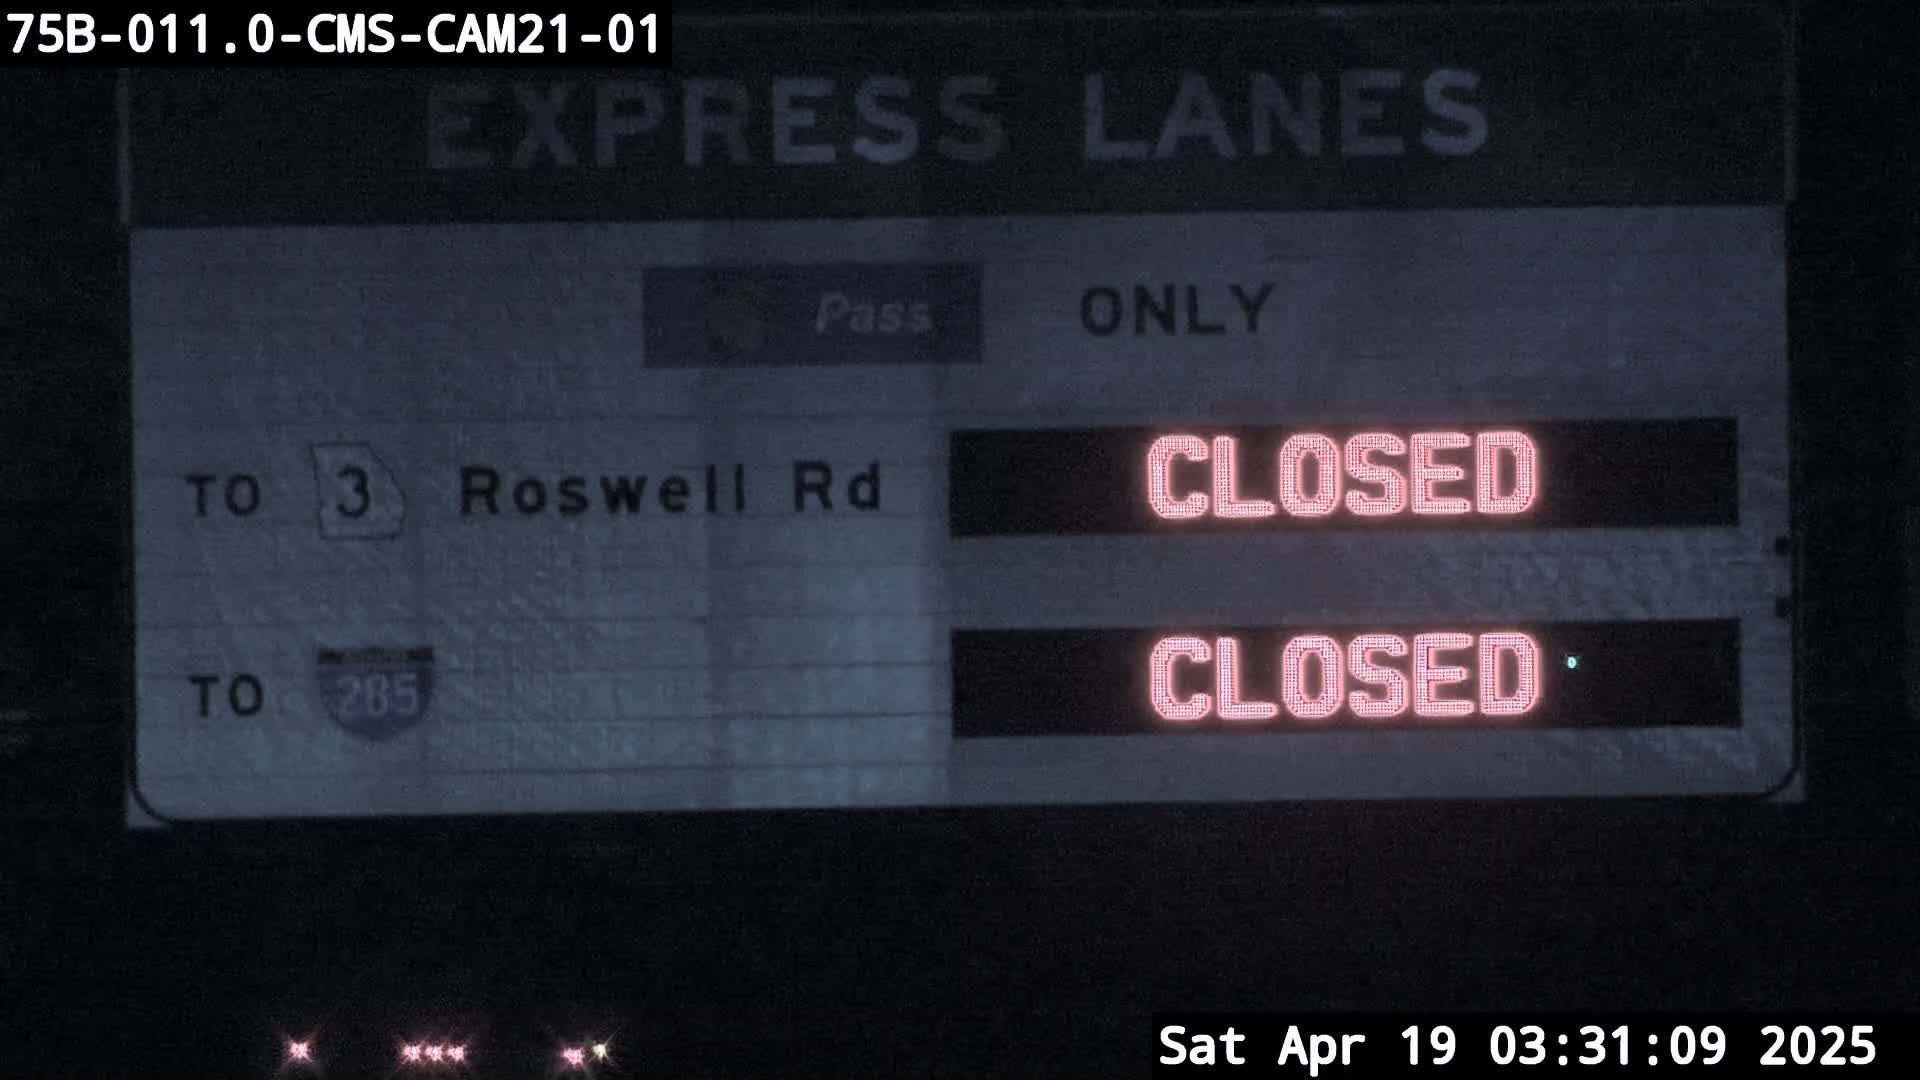 75B-011.0-CMS-CAM21-01
EXPRESS LANES
Pass ONLY
TO 3 Roswell Rd CLOSED
TO 285 CLOSED
Sat Apr 19 03:31:09 2025